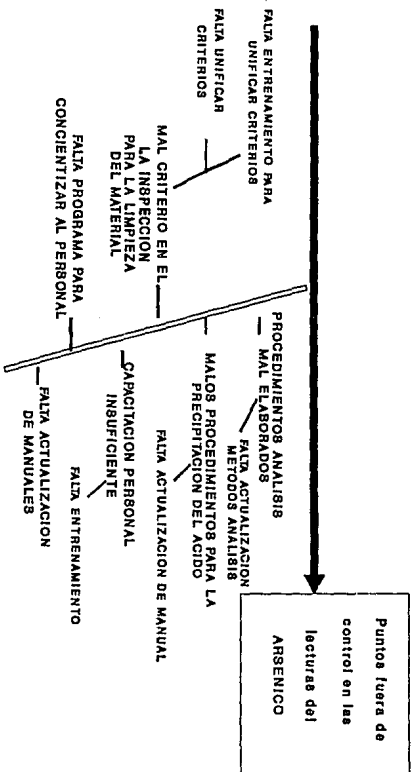 FALTA ENTRENAMIENTO PARA
UNIFICAR CRITERIOS
FALTA UNIFICAR
CRITERIOS
MAL CRITERIO EN EL
LA INSPECCION
PARA LA LIMPIEZA
DEL MATERIAL
FALTA PROGRAMA PARA
CONCIENTIZAR AL PERSONAL
PROCEDIMIENTOS ANALISIS
MAL ELABORADOS
FALTA ACTUALIZACION
METODOS ANALISIS
MALOS PROCEDIMIENTOS PARA LA
PRECIPITACION DEL ACIDO
FALTA ACTUALIZACION DE MANUAL
CAPACITACION PERSONAL
INSUFICIENTE
FALTA ENTRENAMIENTO
FALTA ACTUALIZACION
DE MANUALES
Puntos fuera de
control en las
lecturas del
ARSENICO